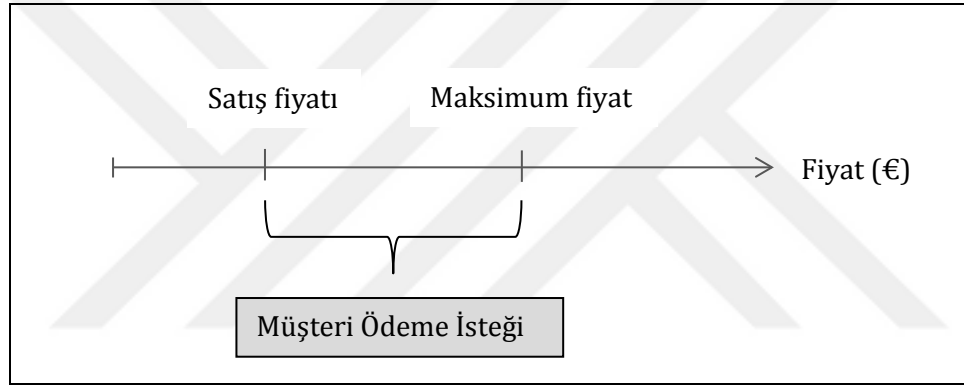 Satış fiyatı
Maksimum fiyat
Fiyat (€)
Müşteri Ödeme İsteği